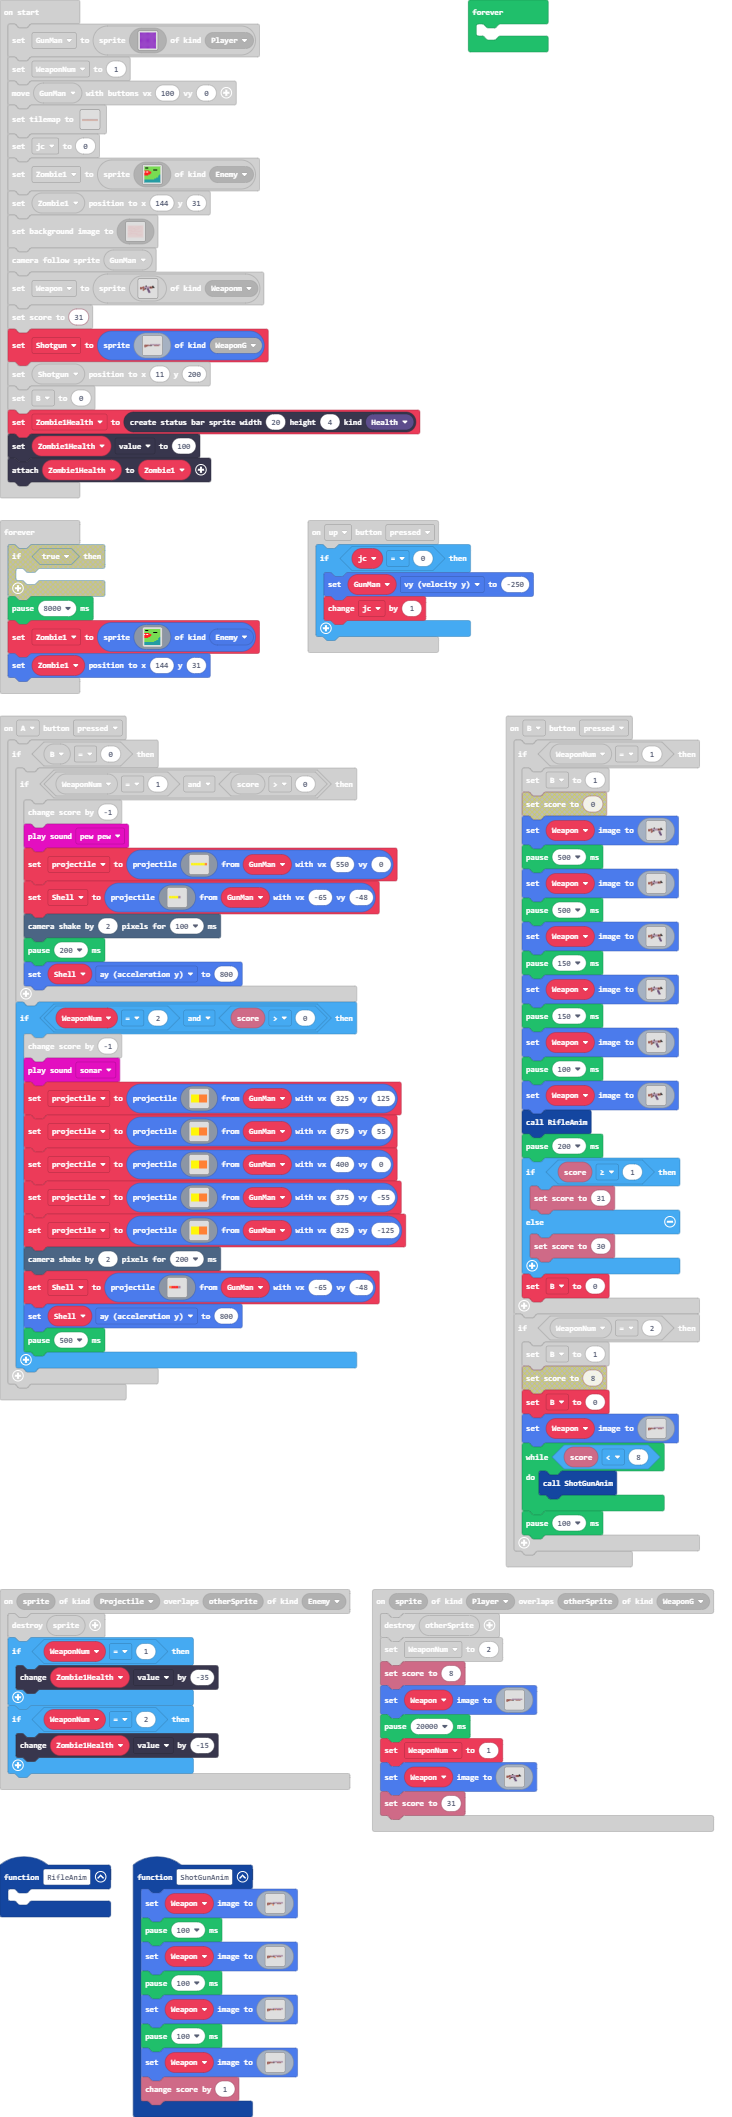 on start
set GunMan to sprite of kind Player
set WeaponNum to 1
move GunMan with buttons vx 100 vy 0
set tilemap to
set jc to 0
set Zombie1 to sprite of kind Enemy
set Zombie1 position to x 144 y 31
set background image to
camera follow sprite GunMan
set Weapon to sprite of kind Weapon
set score to 31
set Shotgun to sprite of kind WeaponG
set Shotgun position to x 11 y 200
set B to 0
set Zombie1Health to create status bar sprite width 20 height 4 kind Health
set Zombie1Health value to 100
attach Zombie1Health to Zombie1
forever
forever
if true then
pause 8000 ms
set Zombie1 to sprite of kind Enemy
set Zombie1 position to x 144 y 31
on up button pressed
if jc = 0 then
set GunMan vy (velocity y) to -250
change jc by 1
on A button pressed
if B = 0 then
if WeaponNum = 1 and score > 0 then
change score by -1
play sound pew pew
set projectile to projectile from GunMan with vx 550 vy 0
set Shell to projectile from GunMan with vx -65 vy -48
camera shake by 2 pixels for 100 ms
pause 200 ms
set Shell ay (acceleration y) to 800
if WeaponNum = 2 and score > 0 then
change score by -1
play sound sonar
set projectile to projectile from GunMan with vx 325 vy 125
set projectile to projectile from GunMan with vx 375 vy 55
set projectile to projectile from GunMan with vx 400 vy 0
set projectile to projectile from GunMan with vx 375 vy -55
set projectile to projectile from GunMan with vx 325 vy -125
camera shake by 2 pixels for 200 ms
set Shell to projectile from GunMan with vx -65 vy -48
set Shell ay (acceleration y) to 800
pause 500 ms
on B button pressed
if WeaponNum = 1 then
set B to 1
set score to 0
set Weapon image to
pause 500 ms
set Weapon image to
pause 500 ms
set Weapon image to
pause 150 ms
set Weapon image to
pause 150 ms
set Weapon image to
pause 100 ms
set Weapon image to
call RifleAnim
pause 200 ms
if score ≥ 1 then
set score to 31
else
set score to 30
set B to 0
if WeaponNum = 2 then
set B to 1
set score to 8
set B to 0
set Weapon image to
while score < 8
do call ShotGunAnim
pause 100 ms
on sprite of kind Projectile overlaps otherSprite of kind Enemy
destroy sprite
if WeaponNum = 1 then
change Zombie1Health value by -35
if WeaponNum = 2 then
change Zombie1Health value by -15
on sprite of kind Player overlaps otherSprite of kind WeaponG
destroy otherSprite
set WeaponNum to 2
set score to 8
set Weapon image to
pause 20000 ms
set WeaponNum to 1
set Weapon image to
set score to 31
function RifleAnim
function ShotGunAnim
set Weapon image to
pause 100 ms
set Weapon image to
pause 100 ms
set Weapon image to
pause 100 ms
set Weapon image to
change score by 1